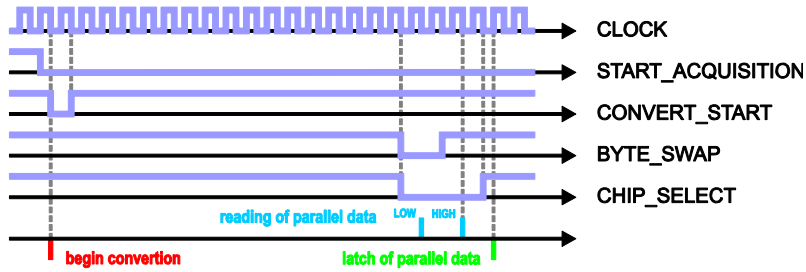 CLOCK
START_ACQUISITION
CONVERT_START
BYTE_SWAP
CHIP_SELECT
reading of parallel data LOW HIGH
begin convertion latch of parallel data